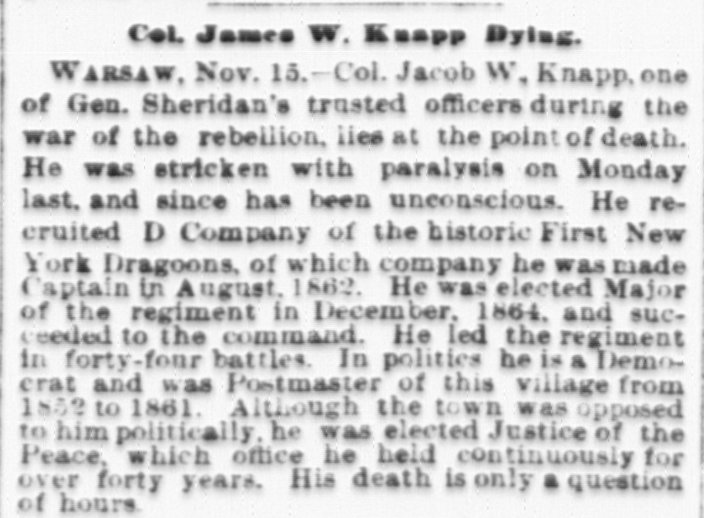 Col. James W. Knapp Dying.
WARSAW, Nov. 15.—Col. Jacob W., Knapp, one
of Gen. Sheridan's trusted officers during the
war of the rebellion, lies at the point of death.
He was stricken with paralysis on Monday
last, and since has been unconscious. He re-
cruited D Company of the historic First New
York Dragoons, of which company he was made
Captain in August, 1862. He was elected Major
of the regiment in December, 1864, and suc-
ceeded to the command. He led the regiment
in forty-four battles. In politics he is a Demo-
crat and was Postmaster of this village from
1852 to 1861. Although the town was opposed
to him politically, he was elected Justice of the
Peace, which office he held continuously for
over forty years. His death is only a question
of hours.